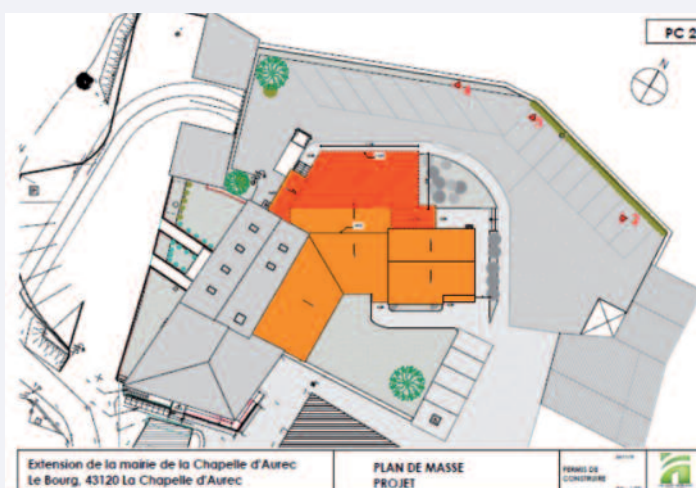 PC 2
N
Extension de la mairie de la Chapelle d'Aurec
Le Bourg, 43120 La Chapelle d'Aurec
PLAN DE MASSE
PROJET
PERMIS DE
CONSTRUIRE